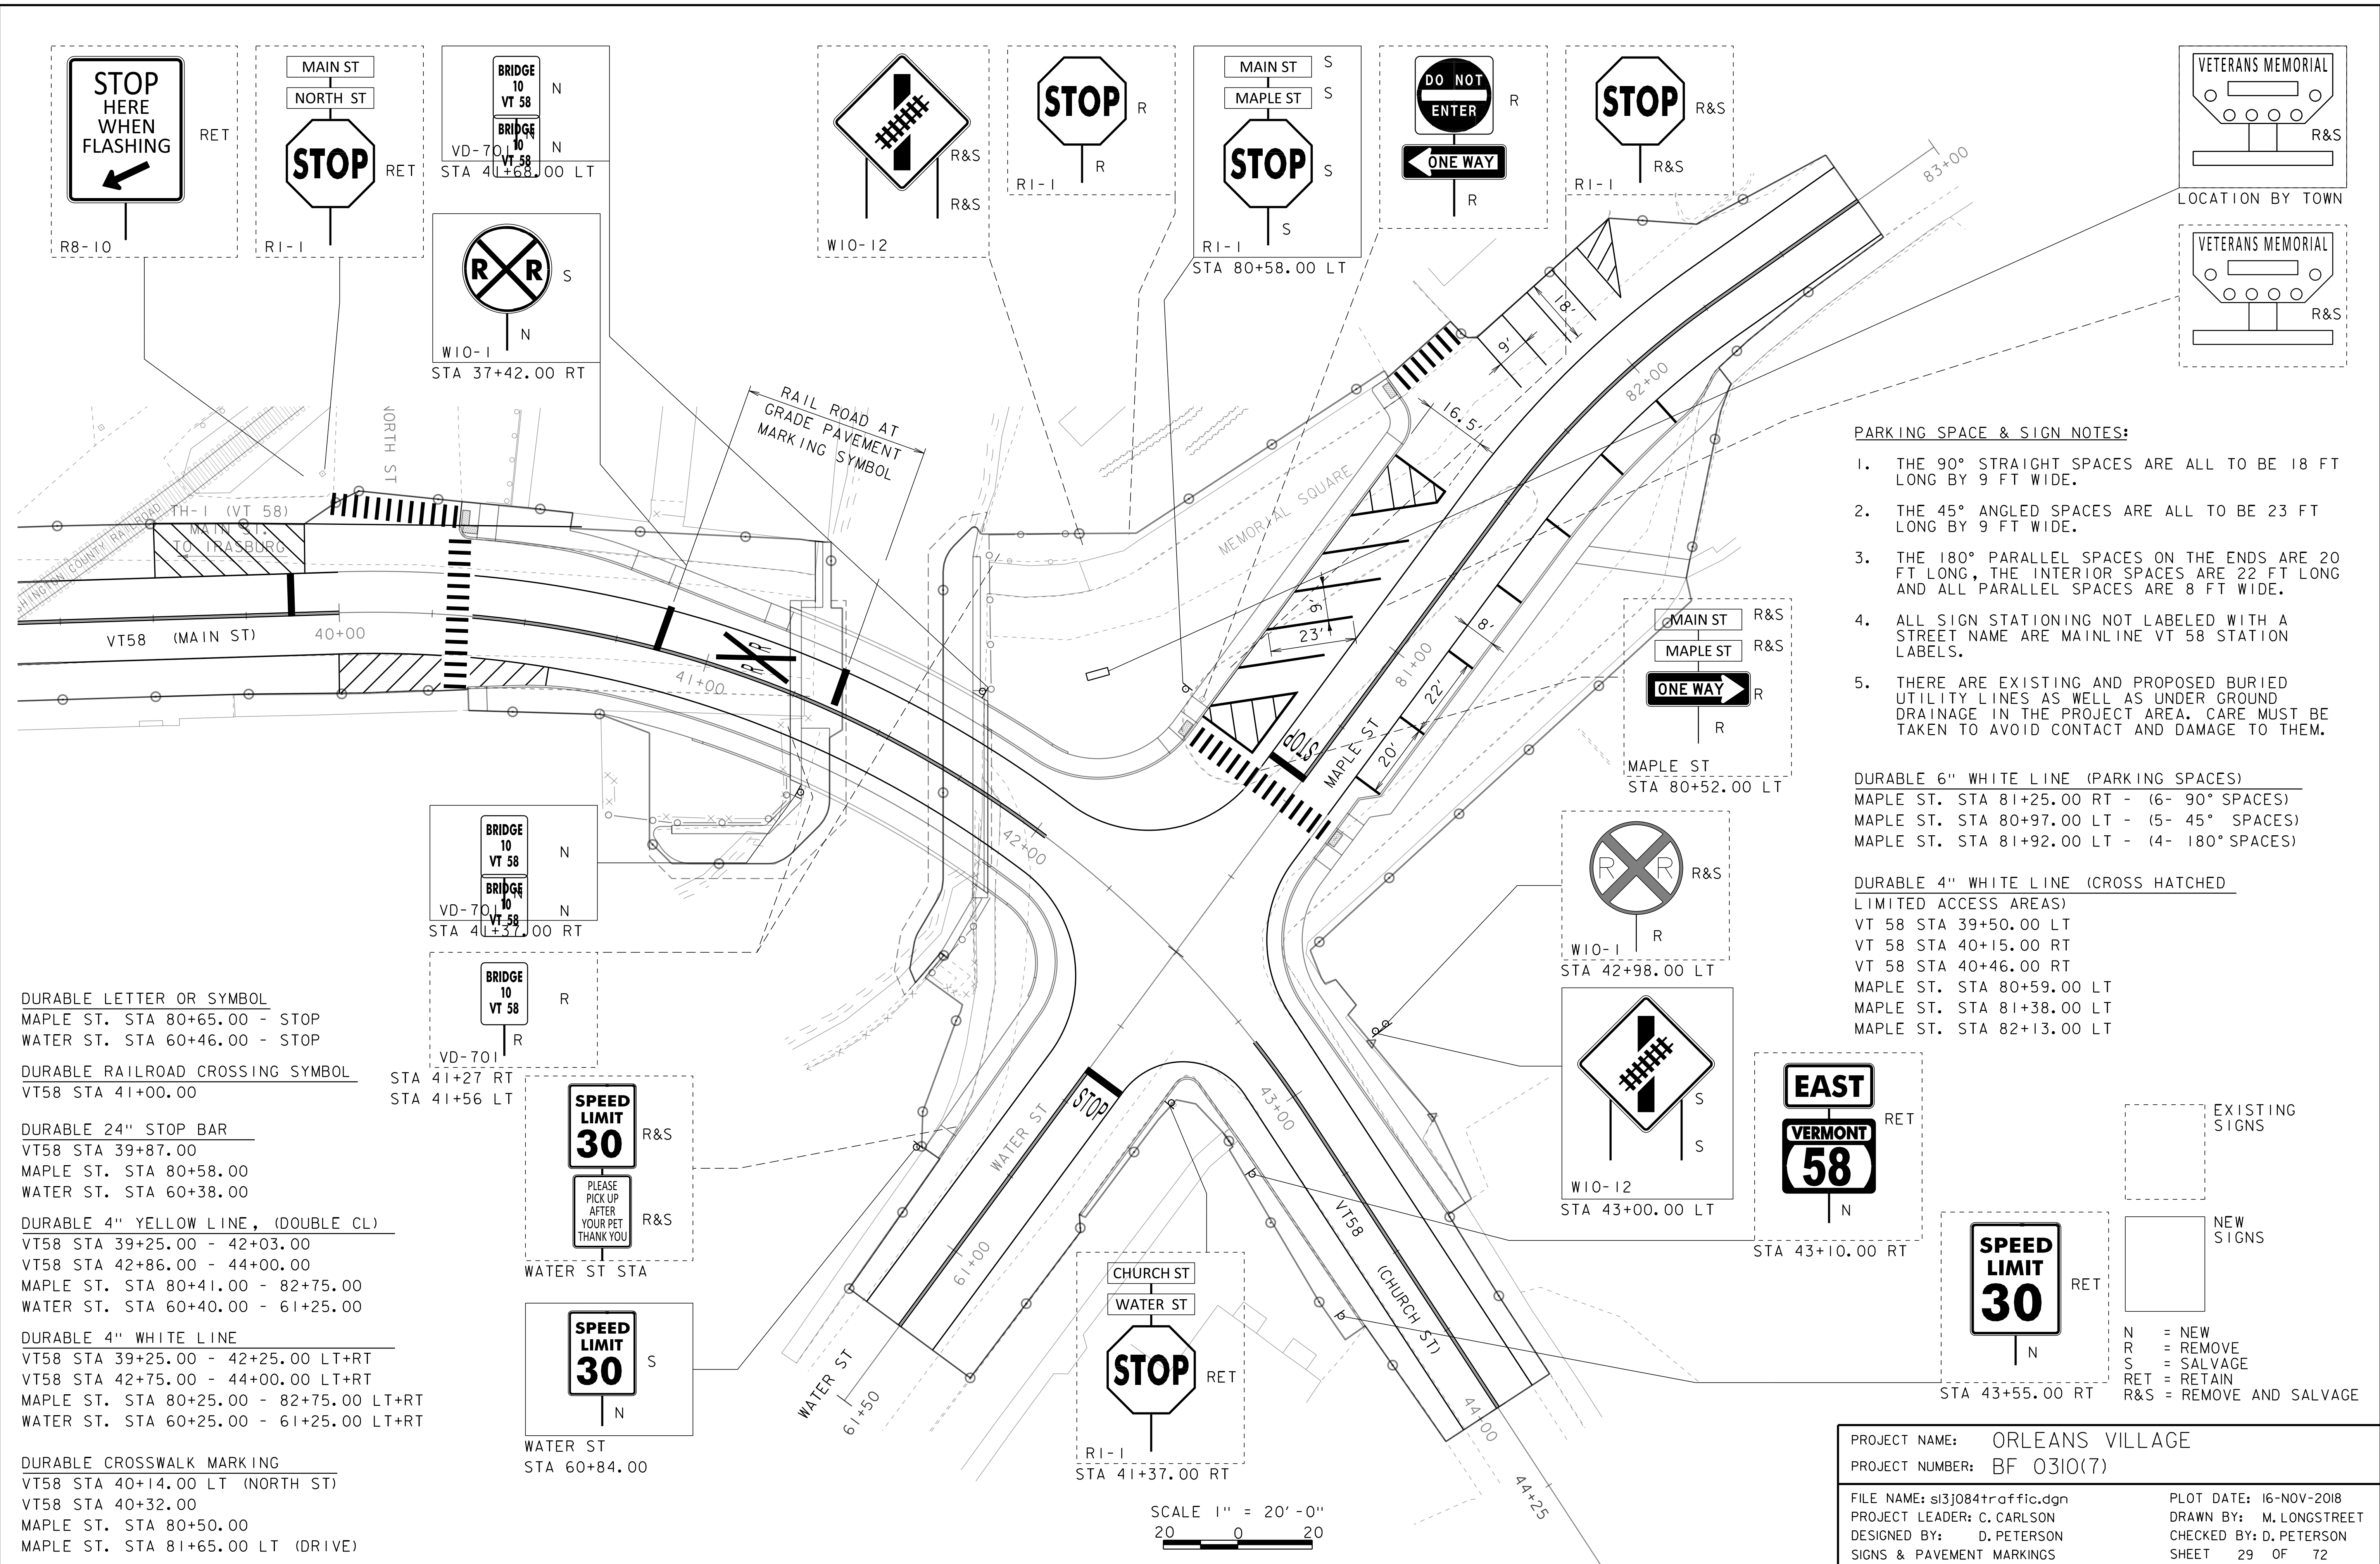 STOP
HERE
WHEN
FLASHING
RET
R8-10
MAIN ST
NORTH ST
STOP
RET
R1-1
BRIDGE
10
VT 58
N
BRIDGE
10
VT 58
N
N
VD-701
STA 41+68.00 LT
R R
S
N
W10-1
STA 37+42.00 RT
R&S
R&S
W10-12
STOP
R
R
R1-1
MAIN ST
S
MAPLE ST
S
STOP
S
S
R1-1
STA 80+58.00 LT
DO NOT
ENTER
R
ONE WAY
R
STOP
R&S
R&S
R1-1
VETERANS MEMORIAL
R&S
LOCATION BY TOWN
VETERANS MEMORIAL
R&S
83+00
18'
9'
82+00
16.5'
RAIL ROAD AT
GRADE PAVEMENT
MARKING SYMBOL
NORTH ST
MEMORIAL SQUARE
TH-1 (VT 58)
MAIN ST.
TO IRASBURG
SHINGTON COUNTY RAILROAD
VT58 (MAIN ST)
40+00
R R
41+00
42+00
9'
23'
8'
81+00
22'
20'
STOP
MAPLE ST
PARKING SPACE & SIGN NOTES:
1. THE 90° STRAIGHT SPACES ARE ALL TO BE 18 FT
LONG BY 9 FT WIDE.
2. THE 45° ANGLED SPACES ARE ALL TO BE 23 FT
LONG BY 9 FT WIDE.
3. THE 180° PARALLEL SPACES ON THE ENDS ARE 20
FT LONG, THE INTERIOR SPACES ARE 22 FT LONG
AND ALL PARALLEL SPACES ARE 8 FT WIDE.
4. ALL SIGN STATIONING NOT LABELED WITH A
STREET NAME ARE MAINLINE VT 58 STATION
LABELS.
5. THERE ARE EXISTING AND PROPOSED BURIED
UTILITY LINES AS WELL AS UNDER GROUND
DRAINAGE IN THE PROJECT AREA. CARE MUST BE
TAKEN TO AVOID CONTACT AND DAMAGE TO THEM.
DURABLE 6" WHITE LINE (PARKING SPACES)
MAPLE ST. STA 81+25.00 RT - (6- 90° SPACES)
MAPLE ST. STA 80+97.00 LT - (5- 45° SPACES)
MAPLE ST. STA 81+92.00 LT - (4- 180° SPACES)
DURABLE 4" WHITE LINE (CROSS HATCHED
LIMITED ACCESS AREAS)
VT 58 STA 39+50.00 LT
VT 58 STA 40+15.00 RT
VT 58 STA 40+46.00 RT
MAPLE ST. STA 80+59.00 LT
MAPLE ST. STA 81+38.00 LT
MAPLE ST. STA 82+13.00 LT
MAIN ST
R&S
MAPLE ST
R&S
ONE WAY
R
R
MAPLE ST
STA 80+52.00 LT
R R
R&S
R
W10-1
STA 42+98.00 LT
S
S
W10-12
STA 43+00.00 LT
EAST
VERMONT
58
RET
N
STA 43+10.00 RT
SPEED
LIMIT
30
RET
N
STA 43+55.00 RT
EXISTING
SIGNS
NEW
SIGNS
N = NEW
R = REMOVE
S = SALVAGE
RET = RETAIN
R&S = REMOVE AND SALVAGE
BRIDGE
10
VT 58
N
BRIDGE
10
VT 58
N
N
VD-701
STA 41+37.00 RT
BRIDGE
10
VT 58
R
R
VD-701
STA 41+27 RT
STA 41+56 LT
SPEED
LIMIT
30
R&S
PLEASE
PICK UP
AFTER
YOUR PET
THANK YOU
R&S
WATER ST STA
SPEED
LIMIT
30
S
N
WATER ST
STA 60+84.00
WATER ST
STOP
61+00
WATER ST
61+50
43+00
VT58
(CHURCH ST)
44+00
44+25
CHURCH ST
WATER ST
STOP
RET
R1-1
STA 41+37.00 RT
SCALE 1" = 20'-0"
20 0 20
DURABLE LETTER OR SYMBOL
MAPLE ST. STA 80+65.00 - STOP
WATER ST. STA 60+46.00 - STOP
DURABLE RAILROAD CROSSING SYMBOL
VT58 STA 41+00.00
DURABLE 24" STOP BAR
VT58 STA 39+87.00
MAPLE ST. STA 80+58.00
WATER ST. STA 60+38.00
DURABLE 4" YELLOW LINE, (DOUBLE CL)
VT58 STA 39+25.00 - 42+03.00
VT58 STA 42+86.00 - 44+00.00
MAPLE ST. STA 80+41.00 - 82+75.00
WATER ST. STA 60+40.00 - 61+25.00
DURABLE 4" WHITE LINE
VT58 STA 39+25.00 - 42+25.00 LT+RT
VT58 STA 42+75.00 - 44+00.00 LT+RT
MAPLE ST. STA 80+25.00 - 82+75.00 LT+RT
WATER ST. STA 60+25.00 - 61+25.00 LT+RT
DURABLE CROSSWALK MARKING
VT58 STA 40+14.00 LT (NORTH ST)
VT58 STA 40+32.00
MAPLE ST. STA 80+50.00
MAPLE ST. STA 81+65.00 LT (DRIVE)
PROJECT NAME: ORLEANS VILLAGE
PROJECT NUMBER: BF 0310(7)
FILE NAME: s13j084traffic.dgn
PLOT DATE: 16-NOV-2018
PROJECT LEADER: C. CARLSON
DRAWN BY: M. LONGSTREET
DESIGNED BY: D. PETERSON
CHECKED BY: D. PETERSON
SIGNS & PAVEMENT MARKINGS
SHEET 29 OF 72